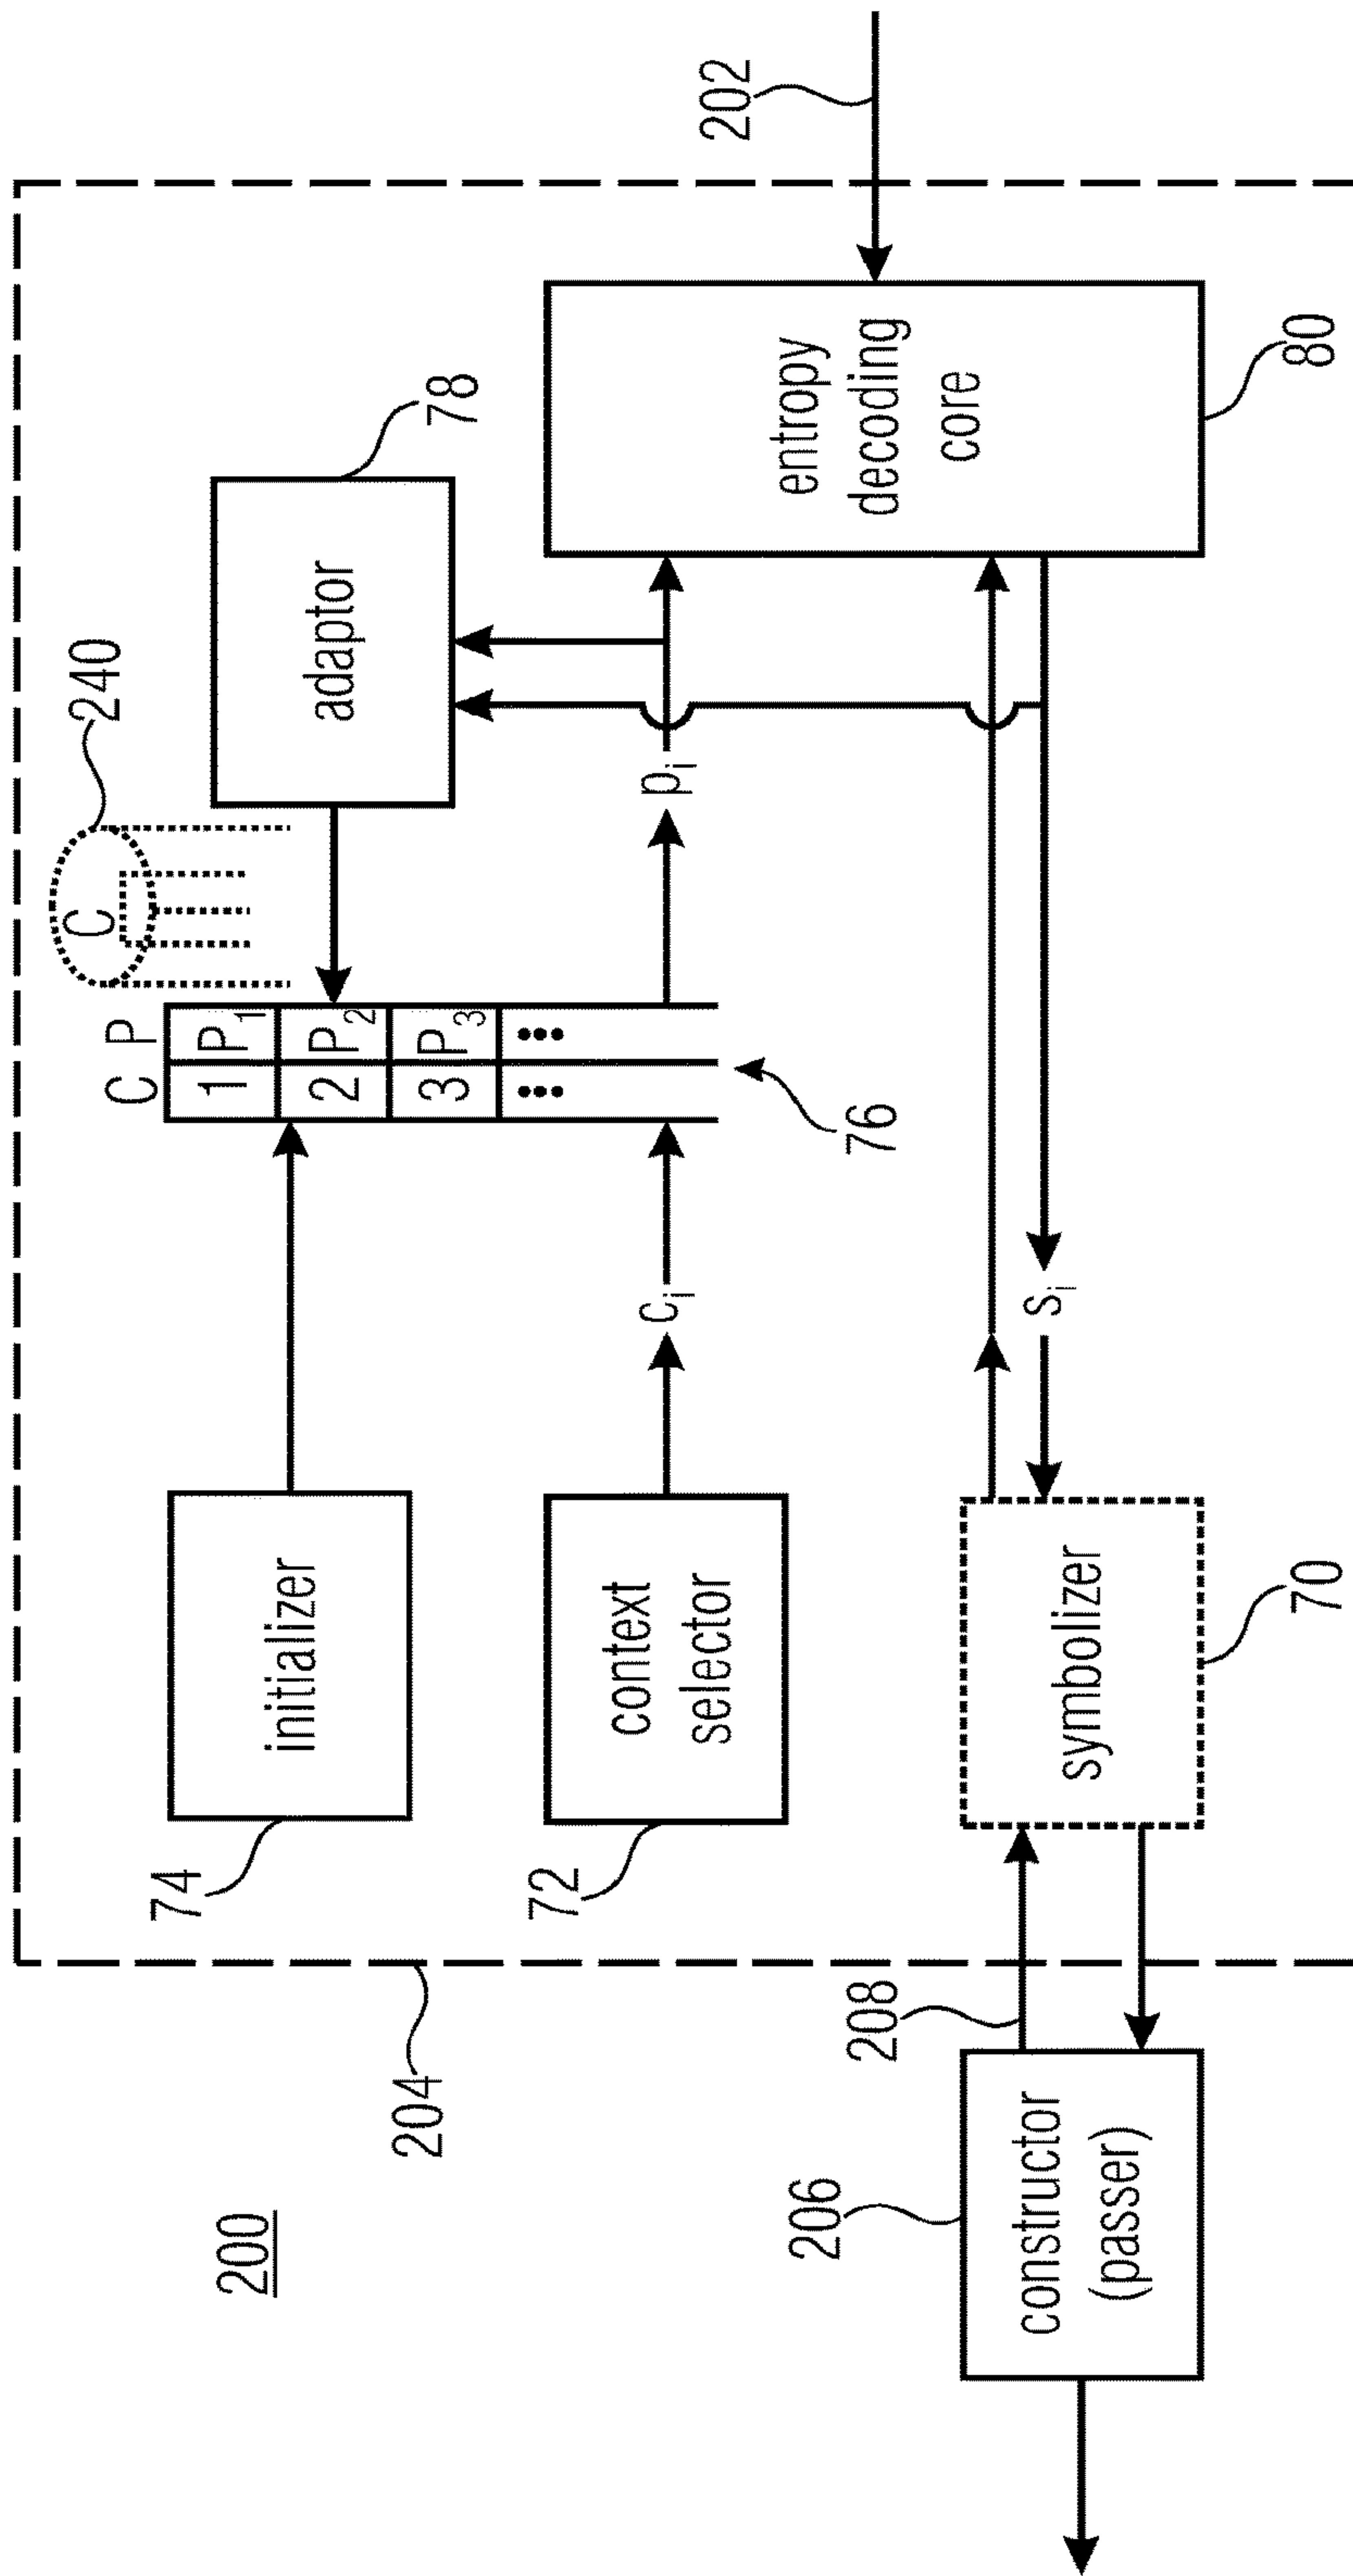 200
204
74
initializer
C P
1 P1
2 P2
3 P3
... ...
C
240
adaptor
78
72
context
selector
ci
76
pi
entropy
decoding
core
80
202
206
constructor
(passer)
208
symbolizer
70
si